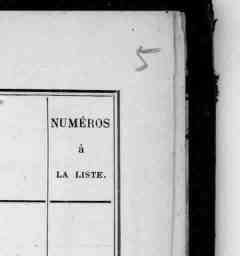 5
NUMÉROS
à
LA LISTE.